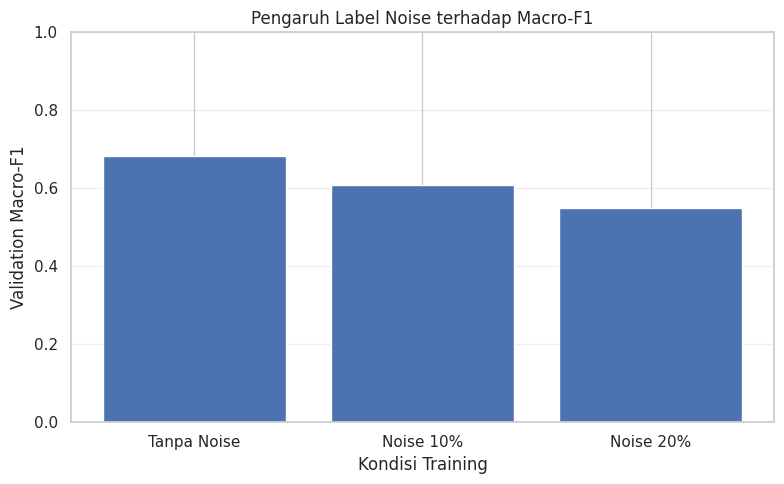 Pengaruh Label Noise terhadap Macro-F1
Validation Macro-F1
1.0
0.8
0.6
0.4
0.2
0.0
Tanpa Noise
Noise 10%
Noise 20%
Kondisi Training